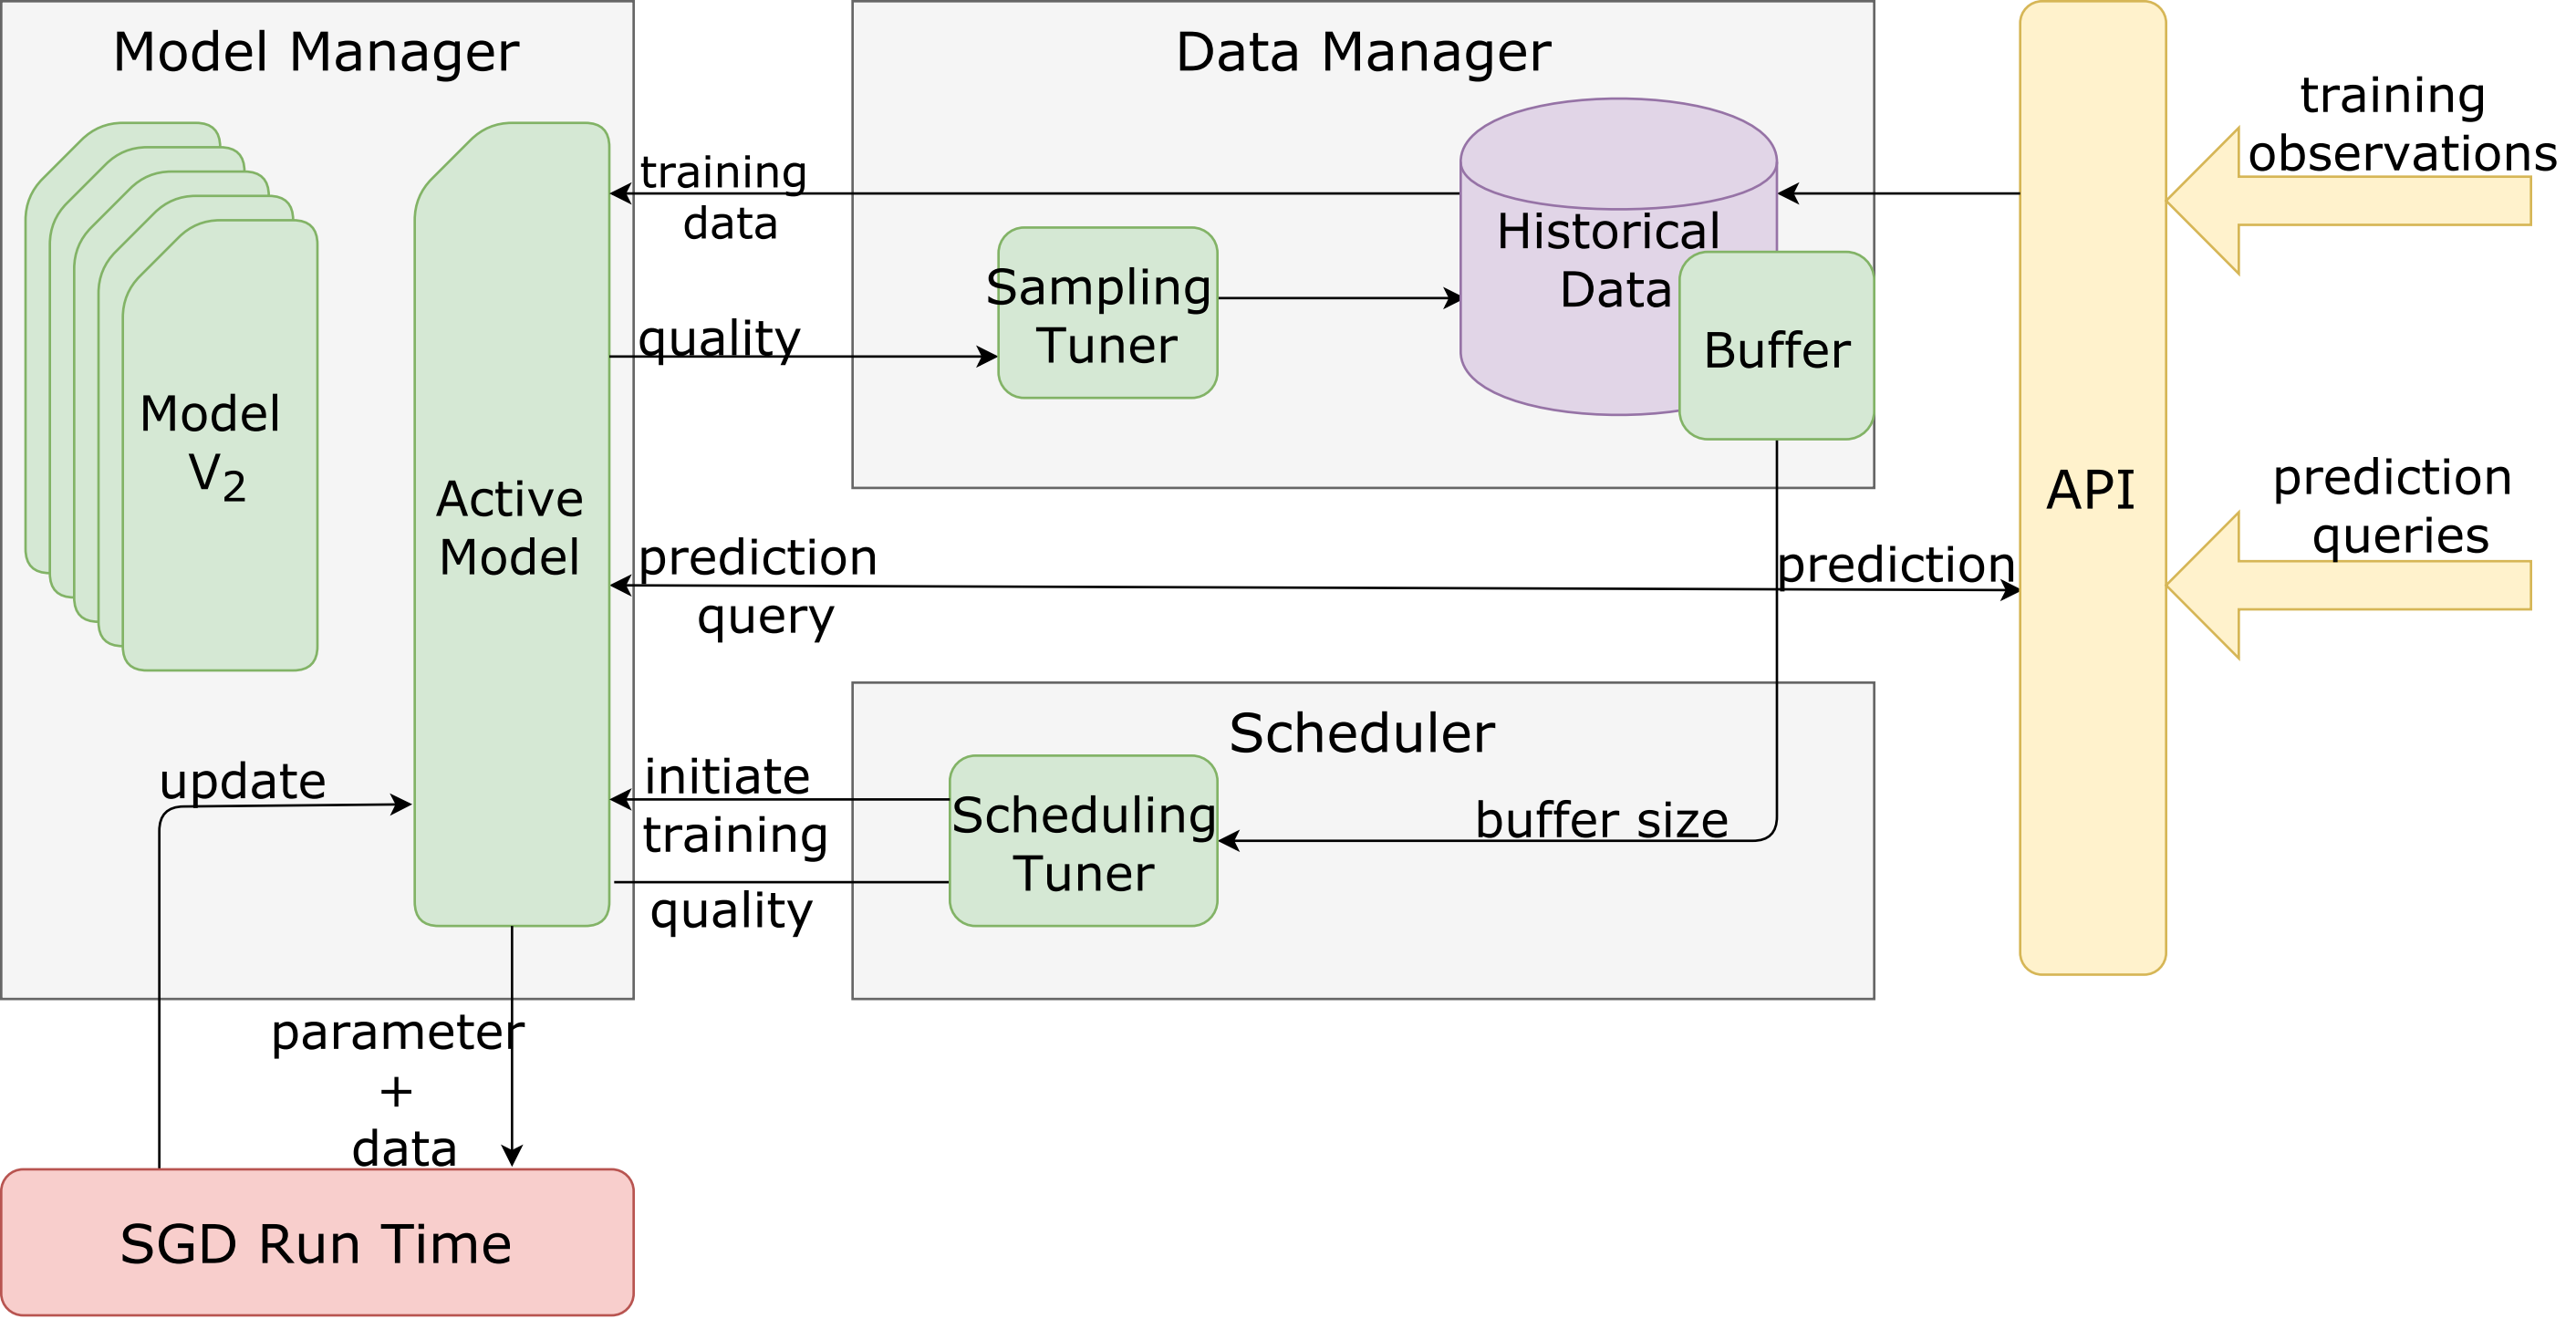 Model Manager
Data Manager
training
observations
training
data
Historical
Data
Sampling
Tuner
Buffer
quality
Model
V2
Active
Model
API
prediction
queries
prediction
query
prediction
Scheduler
update
initiate
training
Scheduling
Tuner
buffer size
quality
parameter
+
data
SGD Run Time